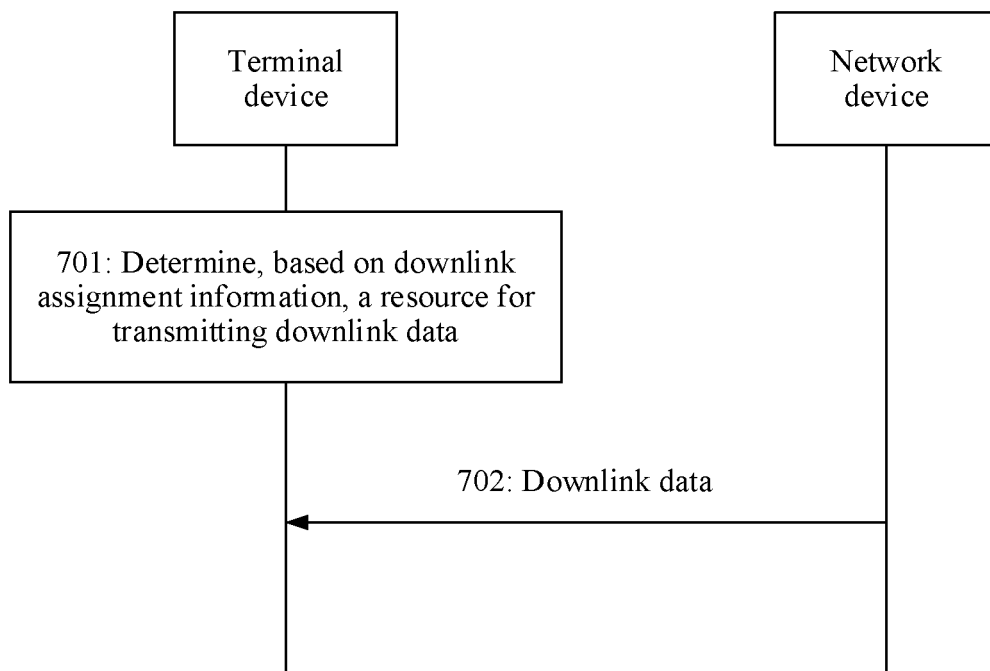 Terminal
device
Network
device
701: Determine, based on downlink
assignment information, a resource for
transmitting downlink data
702: Downlink data